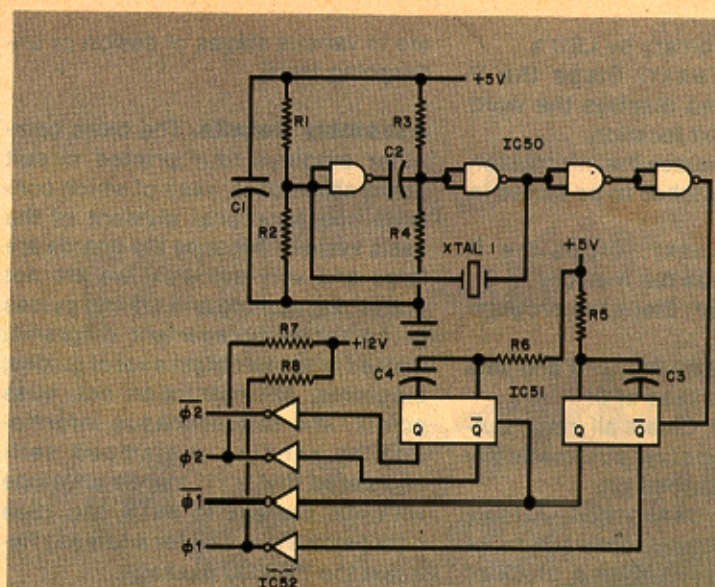 +5V
R1
R3
C2
IC50
C1
R2
R4
XTAL 1
+5V
R5
R7
+12V
R6
R8
C4
IC51
C3
φ2
Q
Q̅
Q
Q̅
φ2
φ1
φ1
IC52